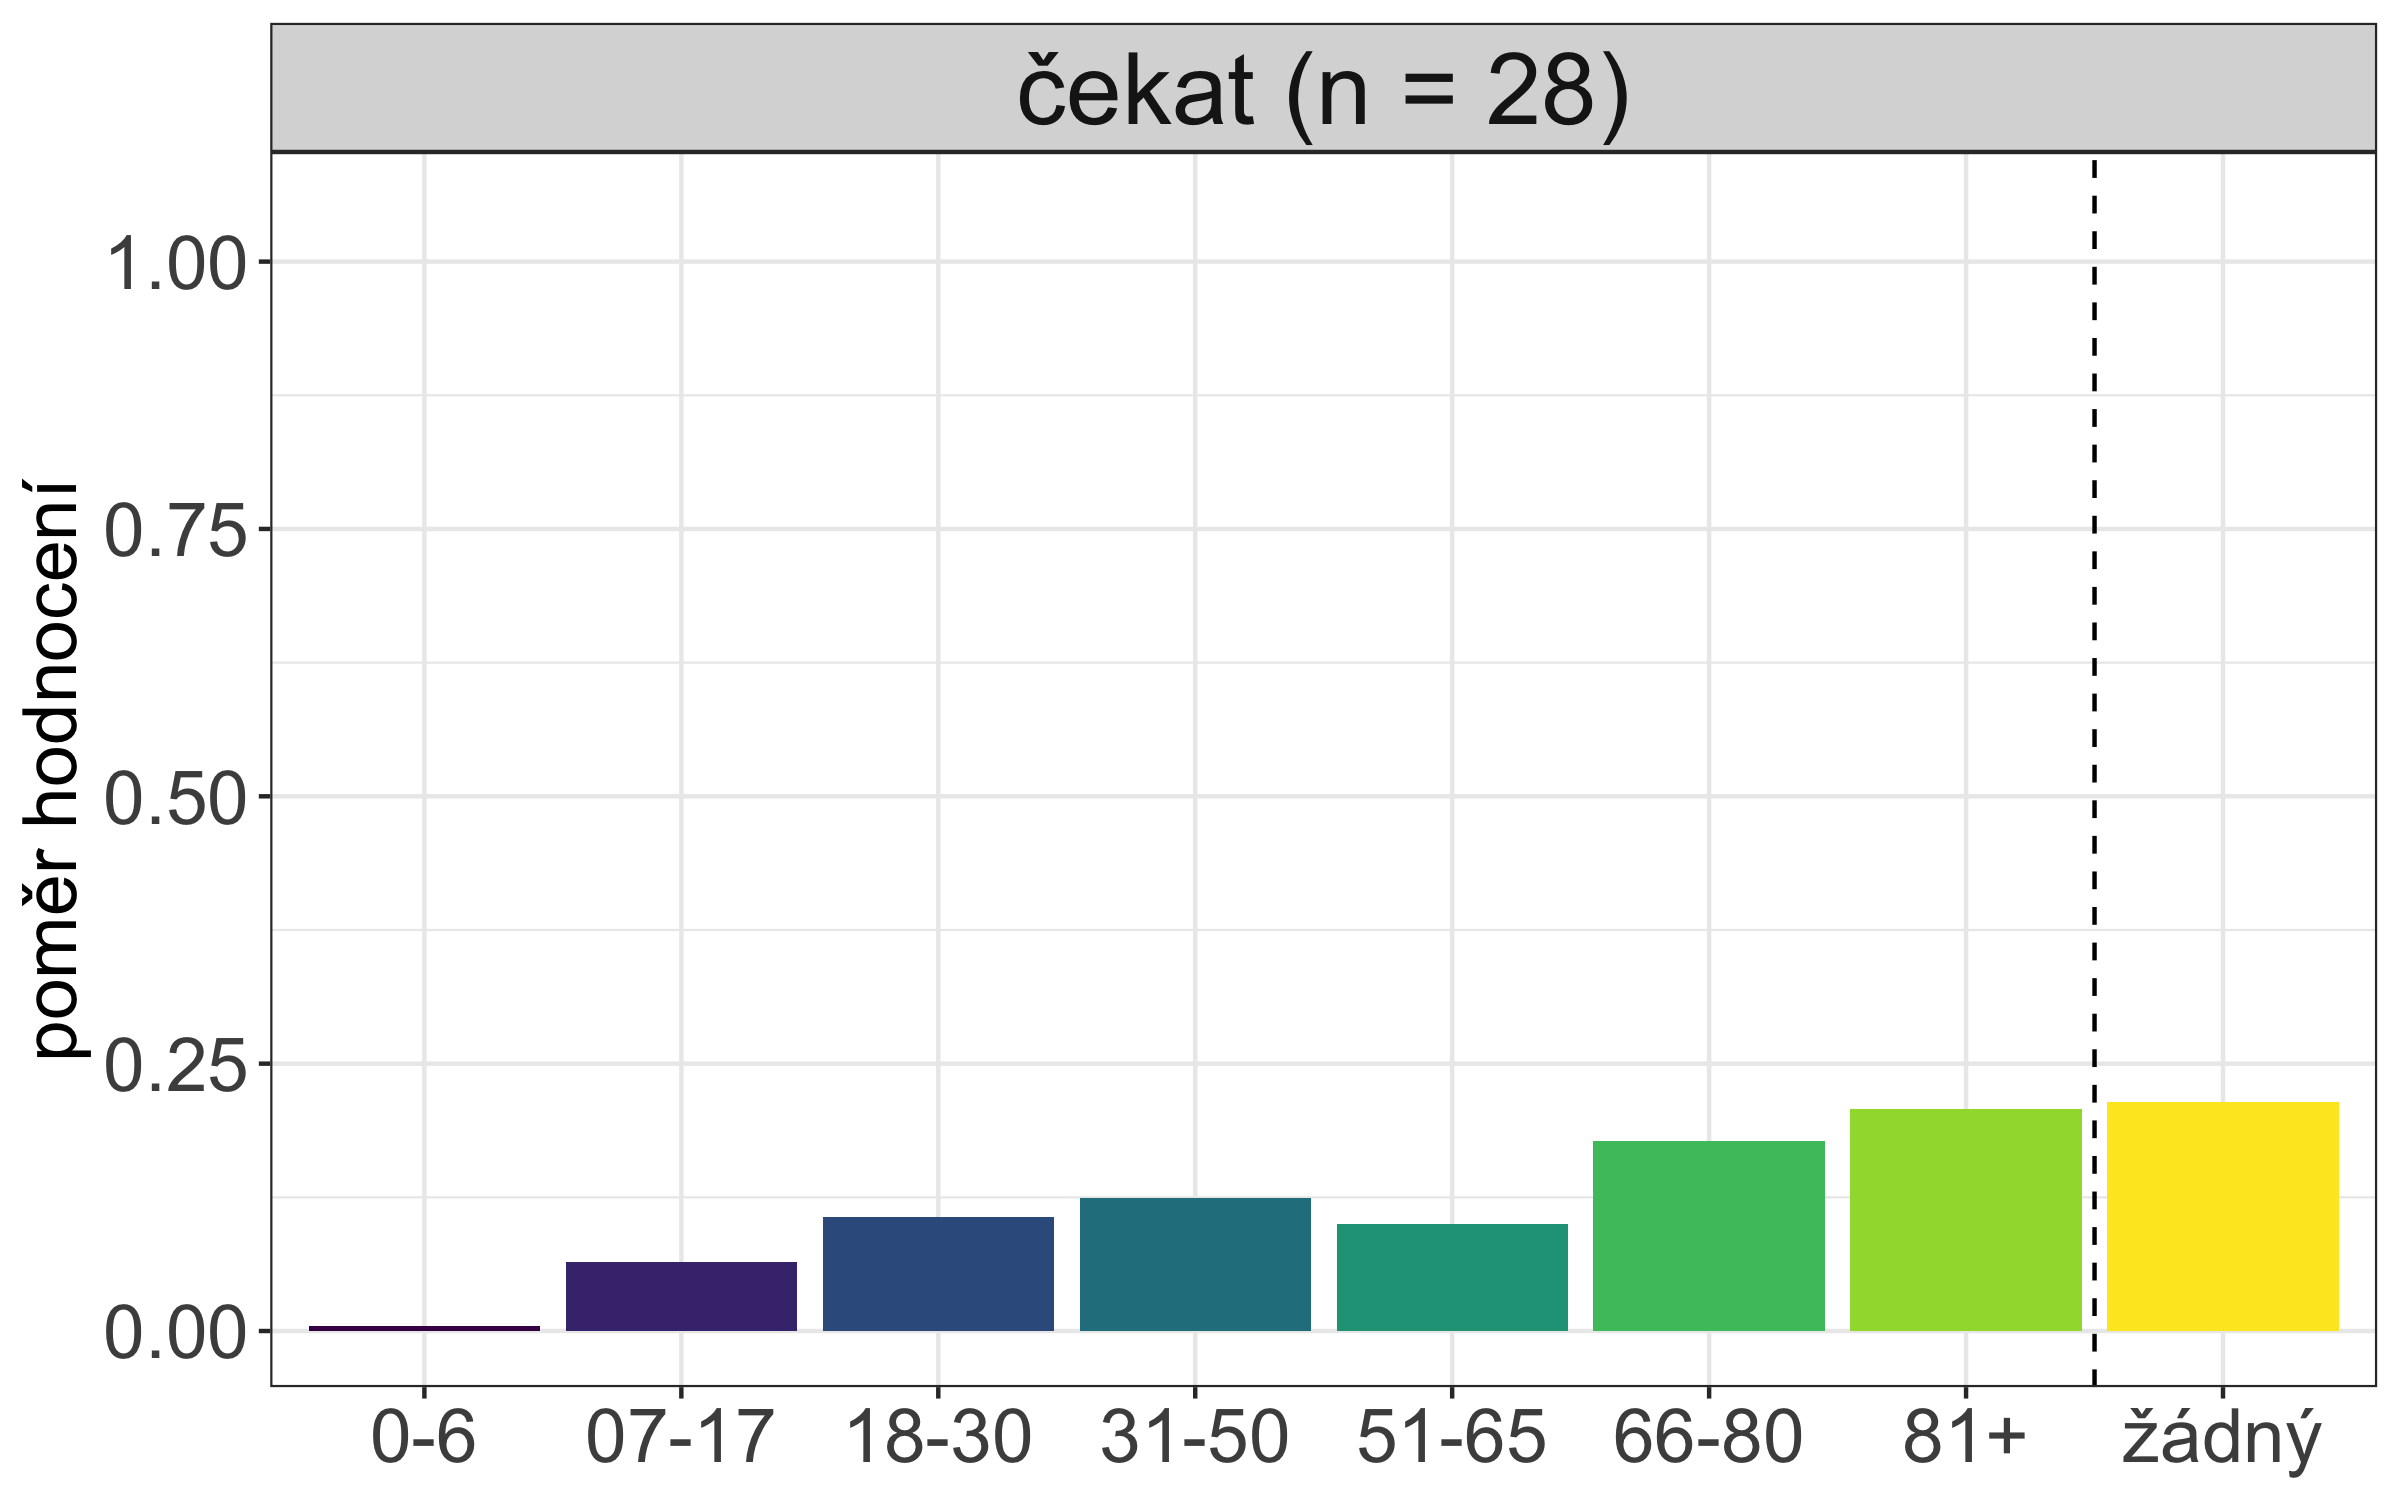 čekat (n = 28)
poměr hodnocení
1.00
0.75
0.50
0.25
0.00
0-6 07-17 18-30 31-50 51-65 66-80 81+ žádný